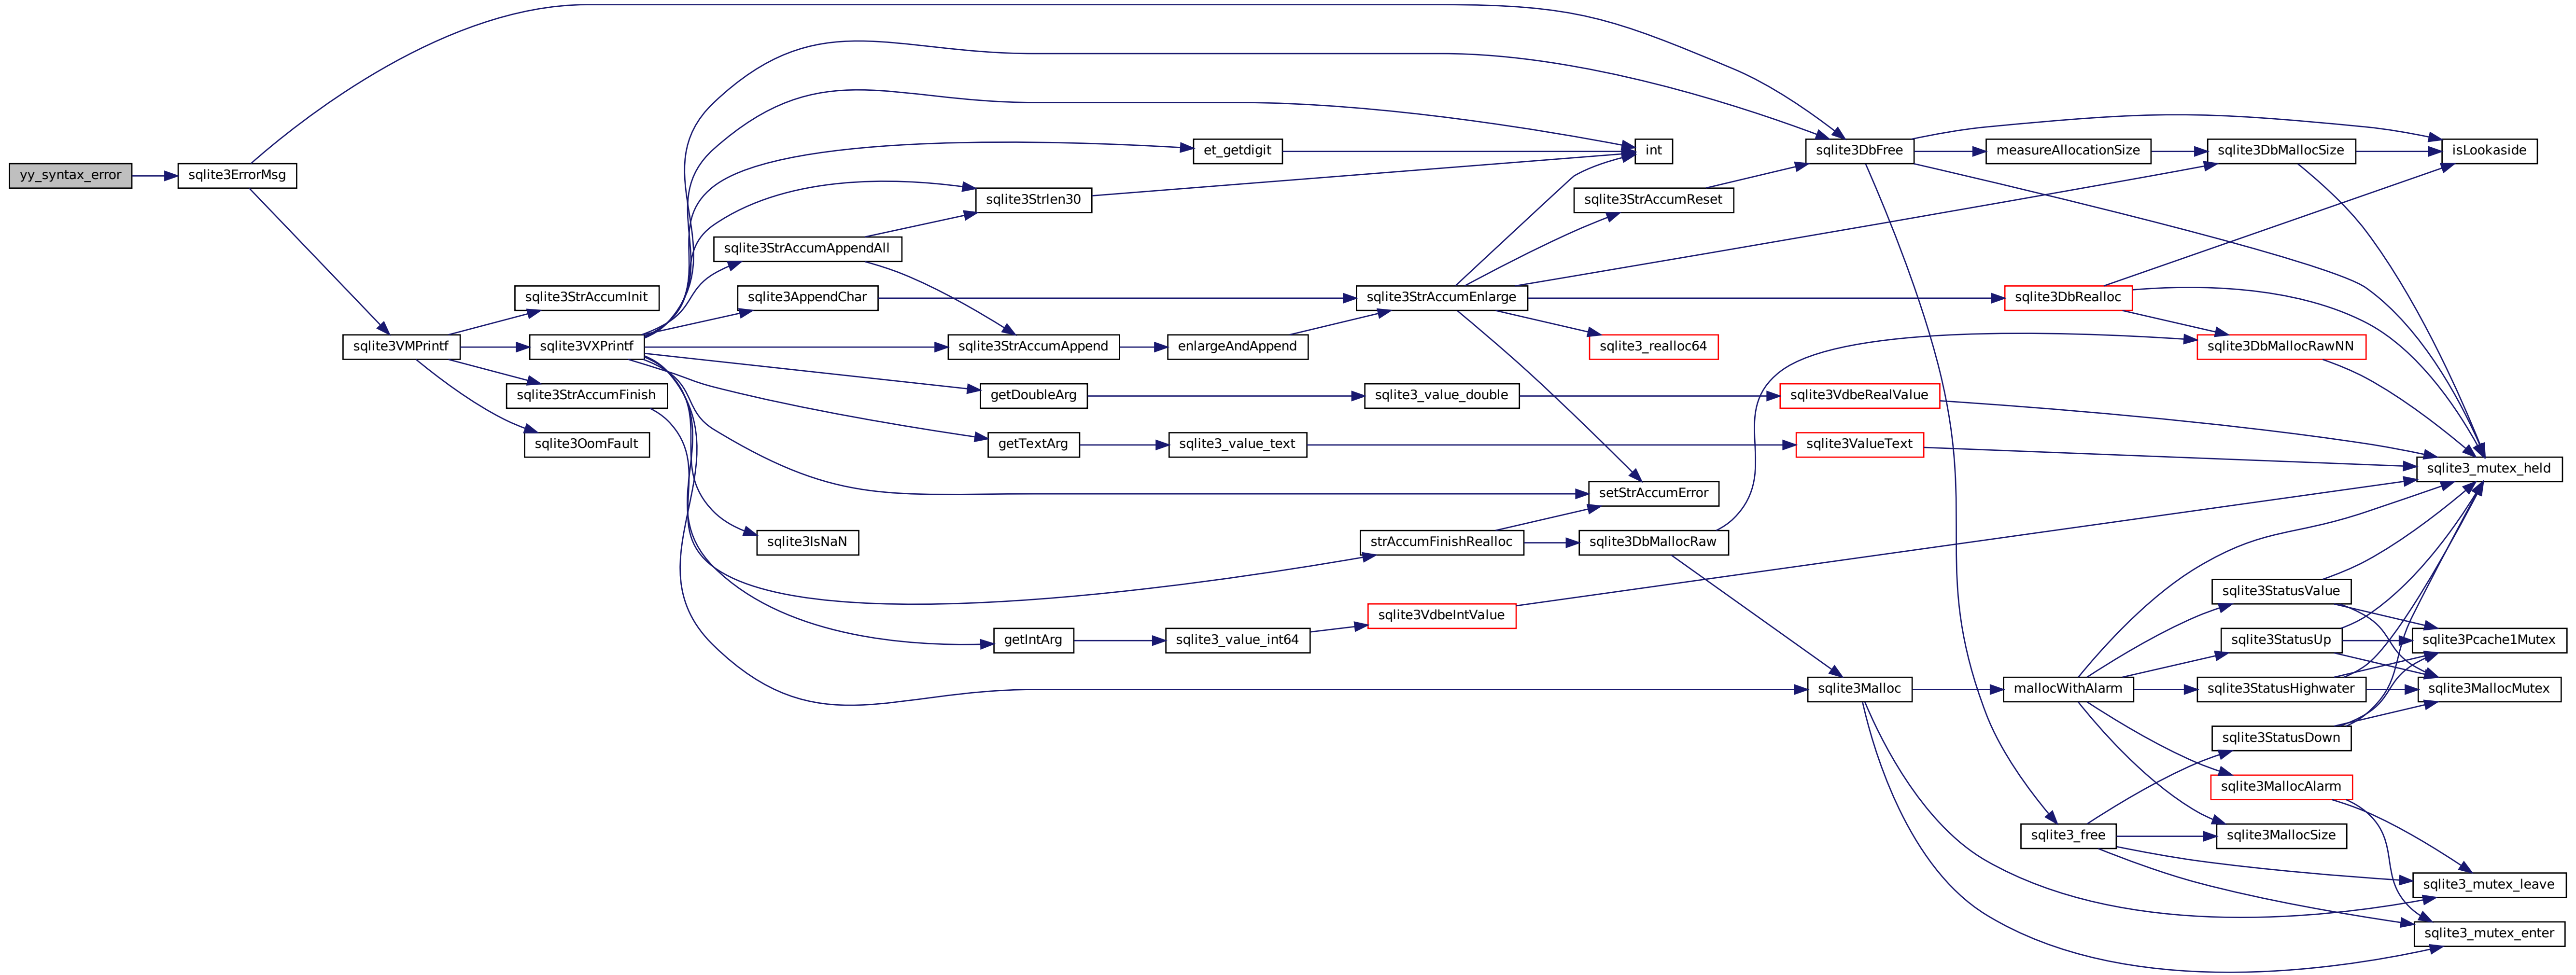 yy_syntax_error
sqlite3ErrorMsg
sqlite3VMPrintf
sqlite3StrAccumInit
sqlite3VXPrintf
sqlite3StrAccumFinish
sqlite3OomFault
sqlite3StrAccumAppendAll
sqlite3AppendChar
sqlite3IsNaN
sqlite3Strlen30
sqlite3StrAccumAppend
getDoubleArg
getTextArg
getIntArg
et_getdigit
enlargeAndAppend
sqlite3_value_text
sqlite3_value_int64
sqlite3StrAccumEnlarge
sqlite3_value_double
strAccumFinishRealloc
sqlite3VdbeIntValue
int
sqlite3StrAccumReset
sqlite3_realloc64
setStrAccumError
sqlite3DbMallocRaw
sqlite3DbFree
sqlite3VdbeRealValue
sqlite3ValueText
sqlite3Malloc
measureAllocationSize
sqlite3DbRealloc
mallocWithAlarm
sqlite3_free
sqlite3DbMallocSize
sqlite3DbMallocRawNN
sqlite3StatusValue
sqlite3StatusUp
sqlite3StatusHighwater
sqlite3StatusDown
sqlite3MallocAlarm
sqlite3MallocSize
isLookaside
sqlite3_mutex_held
sqlite3Pcache1Mutex
sqlite3MallocMutex
sqlite3_mutex_leave
sqlite3_mutex_enter